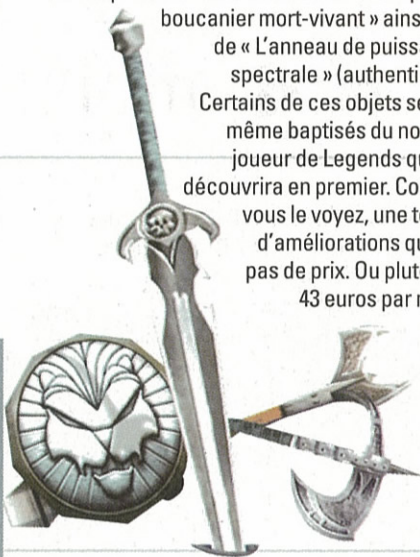 boucanier mort-vivant » ains
de « L'anneau de puiss
spectrale » (authenti
Certains de ces objets se
même baptisés du no
joueur de Legends qu
découvrira en premier. Co
vous le voyez, une t
d'améliorations qu
pas de prix. Ou plut
43 euros par